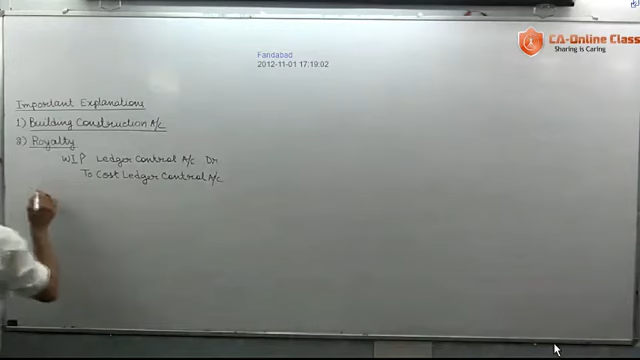 CA-Online Class
Sharing is Caring
Faridabad
2012-11-01 17:19:02
Important Explanations
1) Building Construction A/c
2) Royalty
WIP Ledger Control A/c Dr
To Cost Ledger Control A/c